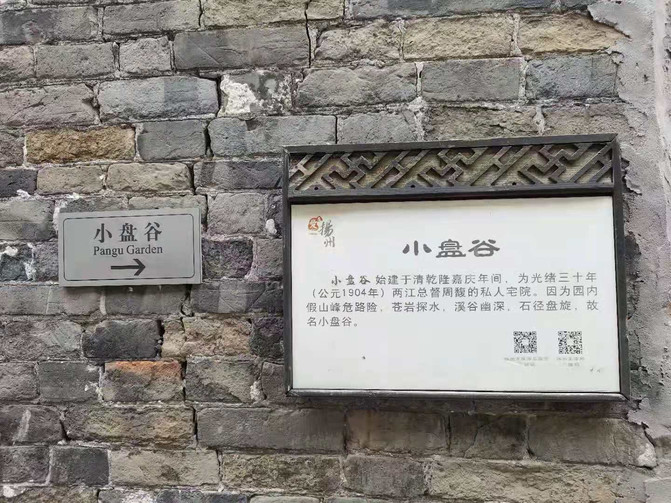 小盘谷
Pangu Garden
扬州
小盘谷
小盘谷 始建于清乾隆嘉庆年间，为光绪三十年
（公元1904年）两江总督周馥的私人宅院。因为园内
假山峰危路险，苍岩探水，溪谷幽深，石径盘旋，故
名小盘谷。